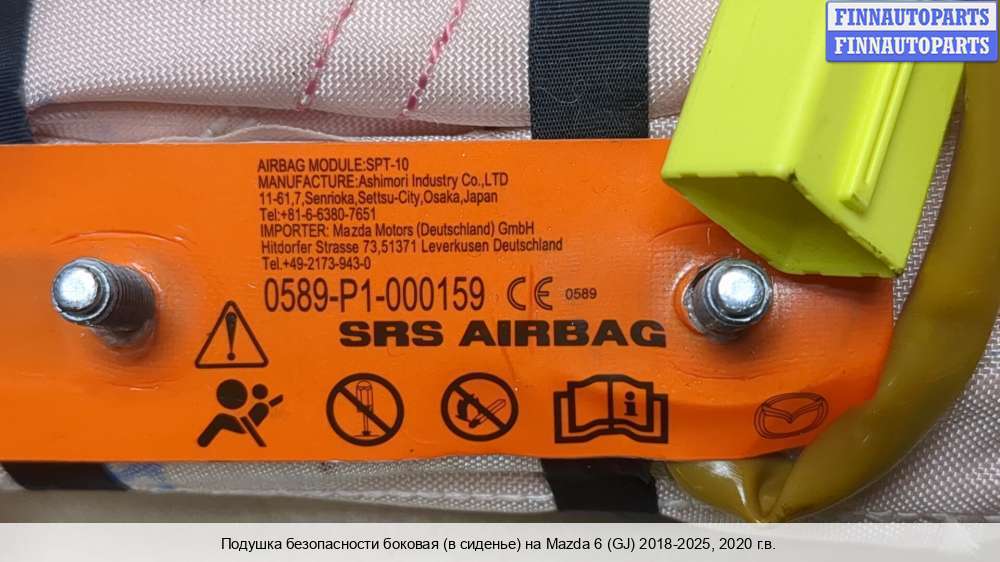 FINNAUTOPARTS
FINNAUTOPARTS
AIRBAG MODULE:SPT-10
MANUFACTURE:Ashimori Industry Co.,LTD
11-61,7,Senrioka,Settsu-City,Osaka,Japan
Tel:+81-6-6380-7651
IMPORTER: Mazda Motors (Deutschland) GmbH
Hitdorfer Strasse 73,51371 Leverkusen Deutschland
Tel.+49-2173-943-0
0589-P1-000159 CE 0589
SRS AIRBAG
Подушка безопасности боковая (в сиденье) на Mazda 6 (GJ) 2018-2025, 2020 г.в.